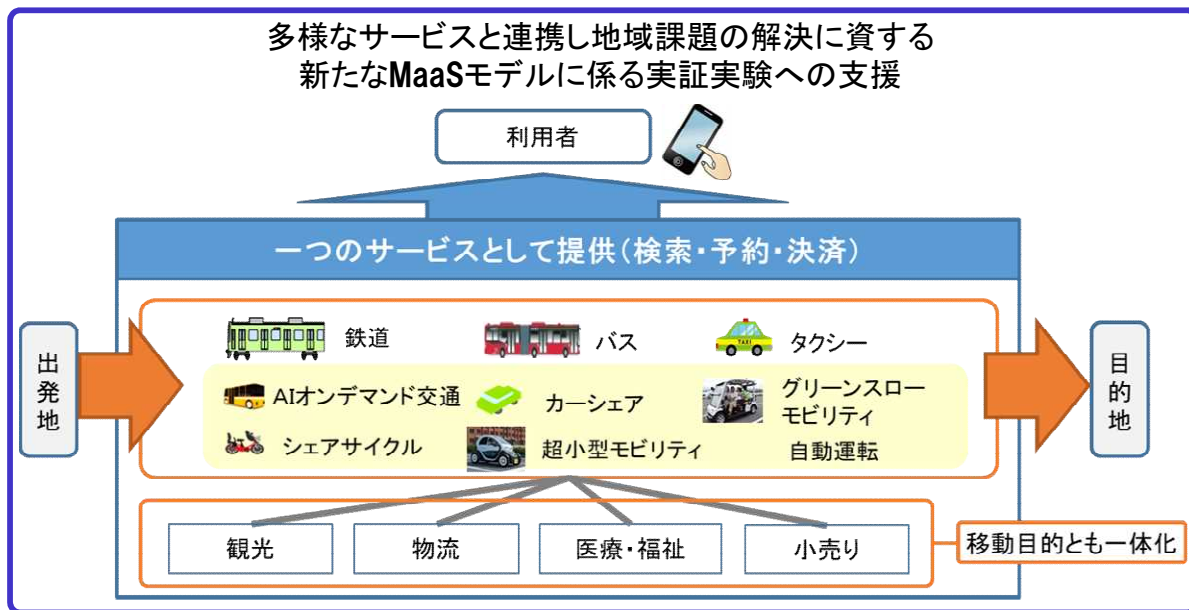 多様なサービスと連携し地域課題の解決に資する
新たなMaaSモデルに係る実証実験への支援
利用者
一つのサービスとして提供(検索・予約・決済)
出発地
鉄道
バス
TAXI
タクシー
AIオンデマンド交通
カーシェア
グリーンスロー
モビリティ
シェアサイクル
超小型モビリティ
自動運転
目的地
観光
物流
医療・福祉
小売り
移動目的とも一体化